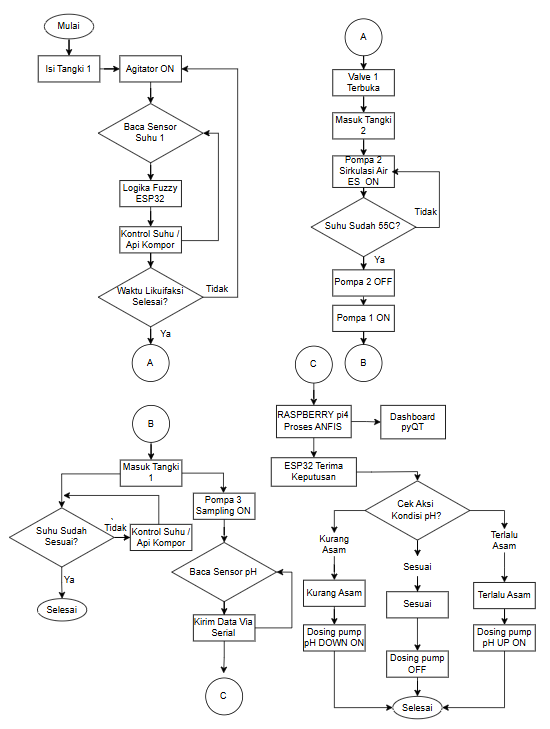 Mulai
Isi Tangki 1
Agitator ON
Baca Sensor
Suhu 1
Logika Fuzzy
ESP32
Kontrol Suhu /
Api Kompor
Waktu Likuifaksi
Selesai?
Tidak
Ya
A
A
Valve 1
Terbuka
Masuk Tangki
2
Pompa 2
Sirkulasi Air
ES ON
Suhu Sudah 55C?
Tidak
Ya
Pompa 2 OFF
Pompa 1 ON
B
B
Masuk Tangki
1
Suhu Sudah
Sesuai?
Tidak
Kontrol Suhu /
Api Kompor
Ya
Selesai
Pompa 3
Sampling ON
Baca Sensor pH
Kirim Data Via
Serial
C
C
RASPBERRY pi4
Proses ANFIS
Dashboard
pyQT
ESP32 Terima
Keputusan
Cek Aksi
Kondisi pH?
Kurang
Asam
Sesuai
Terlalu
Asam
Kurang Asam
Sesuai
Terlalu Asam
Dosing pump
pH DOWN ON
Dosing pump
OFF
Dosing pump
pH UP ON
Selesai